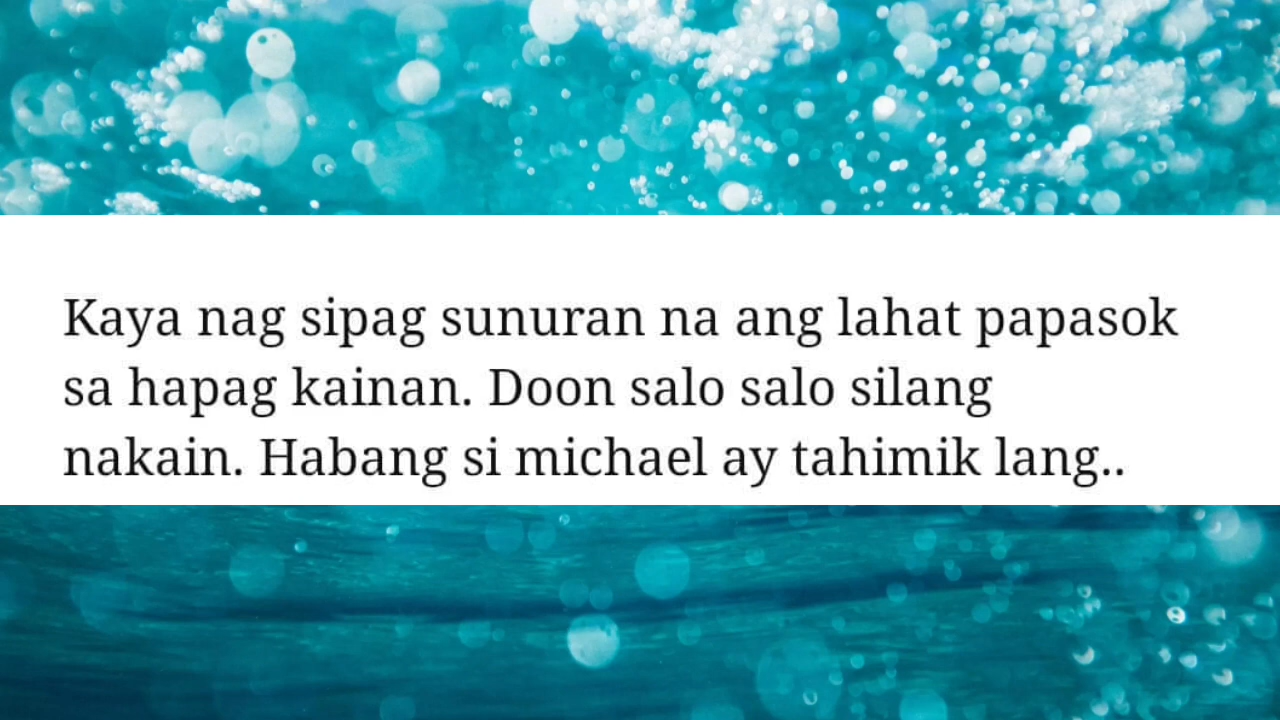 Kaya nag sipag sunuran na ang lahat papasok
sa hapag kainan. Doon salo salo silang
nakain. Habang si michael ay tahimik lang..